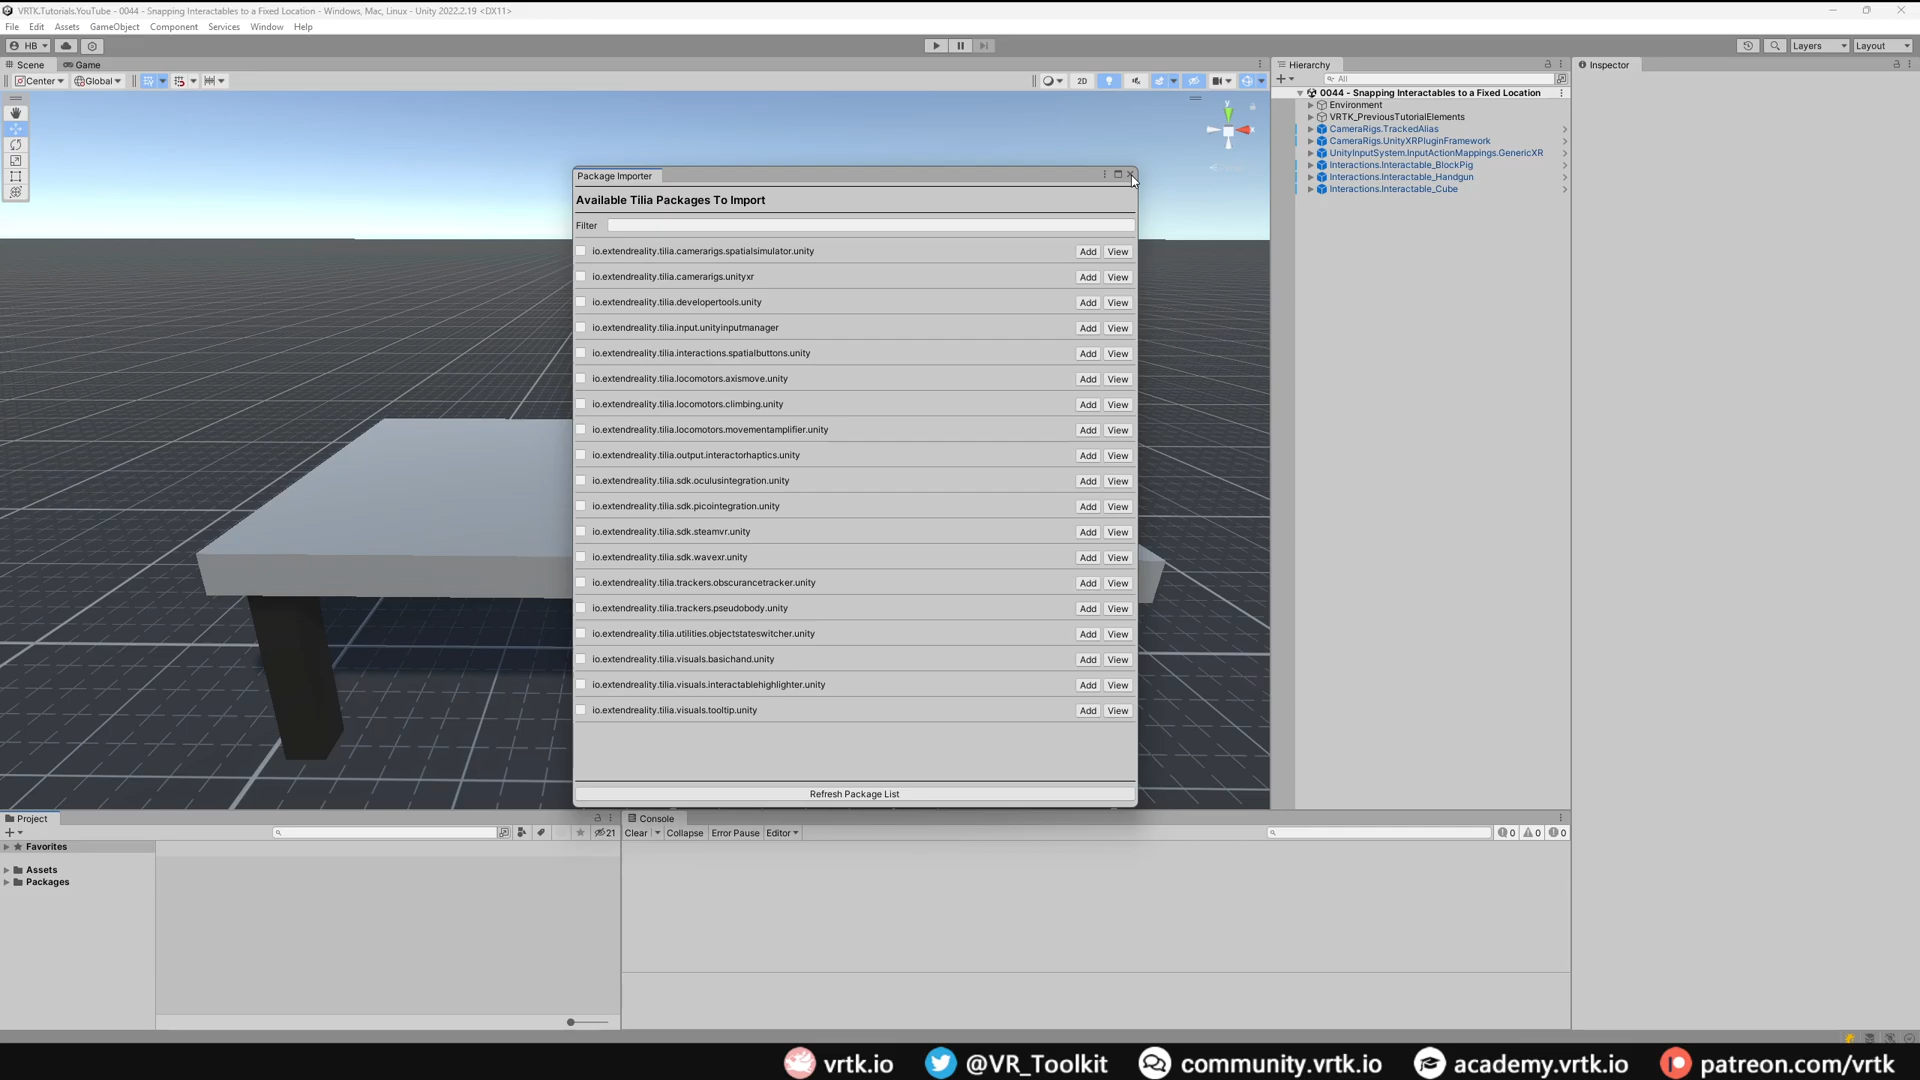 VRTK.Tutorials.YouTube - 0044 - Snapping Interactables to a Fixed Location - Windows, Mac, Linux - Unity 2022.2.19 <DX11>
File Edit Assets GameObject Component Services Window Help
HB Layers Layout
Scene Game Hierarchy Inspector
Center Global 2D All
0044 - Snapping Interactables to a Fixed Location
Environment
VRTK_PreviousTutorialElements
CameraRigs.TrackedAlias
CameraRigs.UnityXRPluginFramework
UnityInputSystem.InputActionMappings.GenericXR
Interactions.Interactable_BlockPig
Interactions.Interactable_Handgun
Interactions.Interactable_Cube
y
x
Package Importer
Available Tilia Packages To Import
Filter
io.extendreality.tilia.camerarigs.spatialsimulator.unity Add View
io.extendreality.tilia.camerarigs.unityxr Add View
io.extendreality.tilia.developertools.unity Add View
io.extendreality.tilia.input.unityinputmanager Add View
io.extendreality.tilia.interactions.spatialbuttons.unity Add View
io.extendreality.tilia.locomotors.axismove.unity Add View
io.extendreality.tilia.locomotors.climbing.unity Add View
io.extendreality.tilia.locomotors.movementamplifier.unity Add View
io.extendreality.tilia.output.interactorhaptics.unity Add View
io.extendreality.tilia.sdk.oculusintegration.unity Add View
io.extendreality.tilia.sdk.picointegration.unity Add View
io.extendreality.tilia.sdk.steamvr.unity Add View
io.extendreality.tilia.sdk.wavexr.unity Add View
io.extendreality.tilia.trackers.obscurancetracker.unity Add View
io.extendreality.tilia.trackers.pseudobody.unity Add View
io.extendreality.tilia.utilities.objectstateswitcher.unity Add View
io.extendreality.tilia.visuals.basichand.unity Add View
io.extendreality.tilia.visuals.interactablehighlighter.unity Add View
io.extendreality.tilia.visuals.tooltip.unity Add View
Refresh Package List
Project Console
21 Clear Collapse Error Pause Editor 0 0 0
Favorites
Assets
Packages
vrtk.io @VR_Toolkit community.vrtk.io academy.vrtk.io patreon.com/vrtk